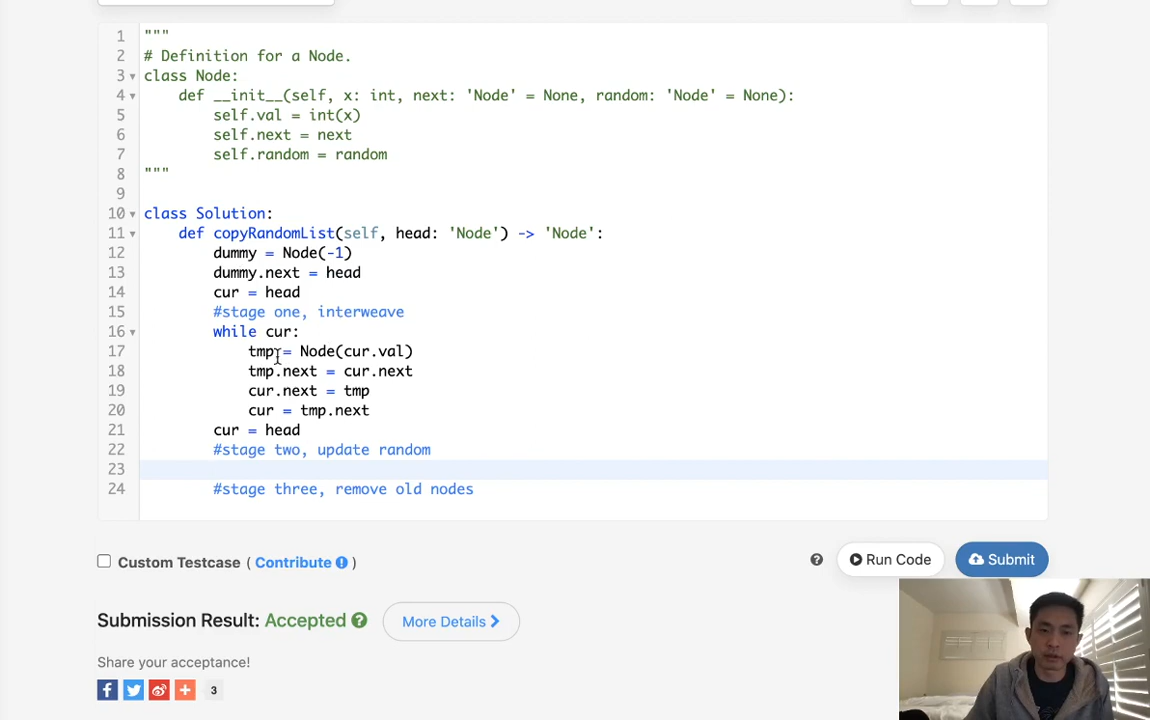 1 """
2 # Definition for a Node.
3 class Node:
4 def __init__(self, x: int, next: 'Node' = None, random: 'Node' = None):
5 self.val = int(x)
6 self.next = next
7 self.random = random
8 """
9
10 class Solution:
11 def copyRandomList(self, head: 'Node') -> 'Node':
12 dummy = Node(-1)
13 dummy.next = head
14 cur = head
15 #stage one, interweave
16 while cur:
17 tmp = Node(cur.val)
18 tmp.next = cur.next
19 cur.next = tmp
20 cur = tmp.next
21 cur = head
22 #stage two, update random
23
24 #stage three, remove old nodes
Custom Testcase ( Contribute ! )
? Run Code Submit
Submission Result: Accepted ? More Details
Share your acceptance!
3